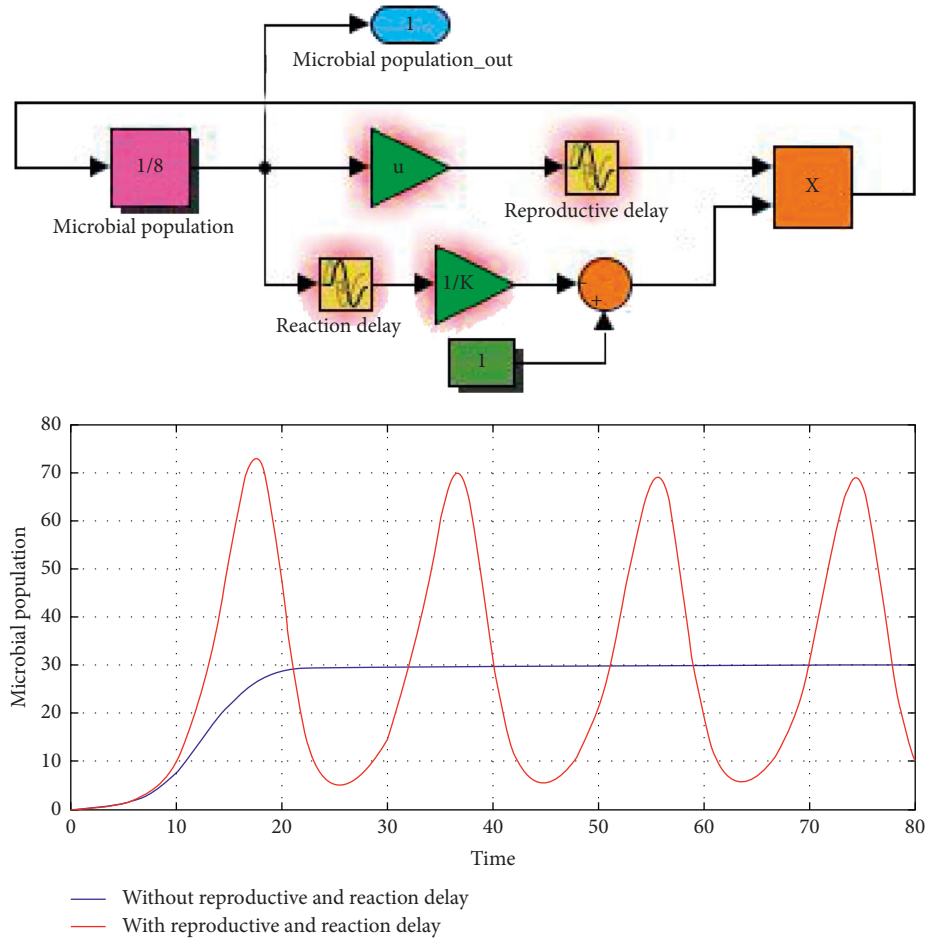 1
Microbial population_out
1/8
Microbial population
u
Reproductive delay
X
Reaction delay
1/K
-
+
1
80
70
60
50
40
30
20
10
0
Microbial population
0 10 20 30 40 50 60 70 80
Time
Without reproductive and reaction delay
With reproductive and reaction delay